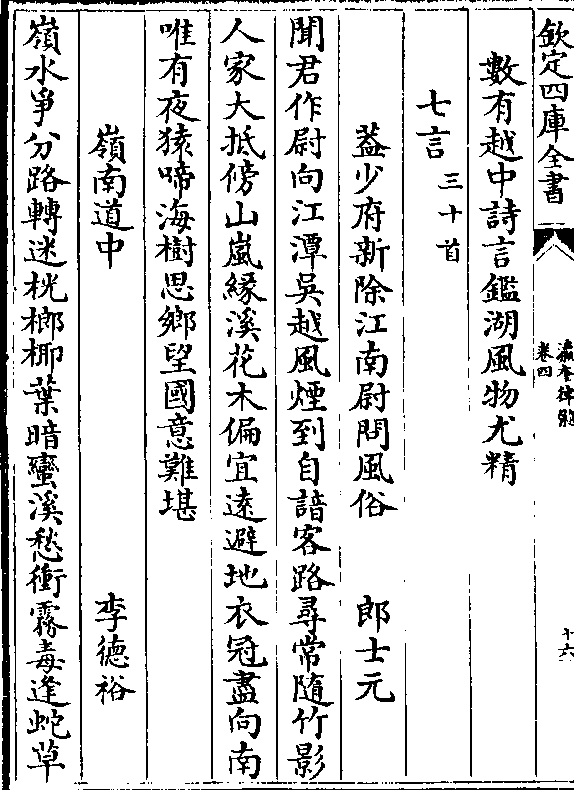 欽定四庫全書
瀛奎律髓
卷四
十六
數有越中詩言鑑湖風物尤精
七言三十首
葢少府新除江南尉問風俗 郎士元
聞君作尉向江潭吳越風煙到自諳客路尋常隨竹影
人家大抵傍山嵐緣溪花木偏宜逺避地衣冠盡向南
唯有夜猿啼海樹思鄉望國意難堪
嶺南道中 李德裕
嶺水爭分路轉迷桄榔椰葉暗蠻溪愁衝霧毒逢蛇草